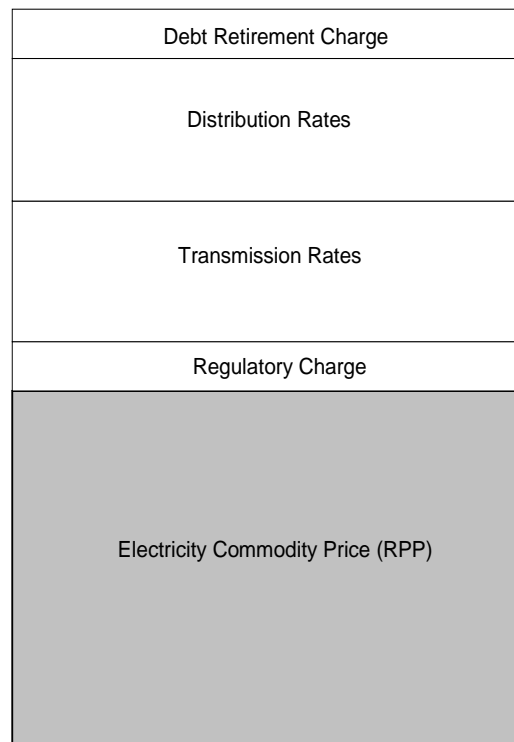 Debt Retirement Charge
Distribution Rates
Transmission Rates
Regulatory Charge
Electricity Commodity Price (RPP)